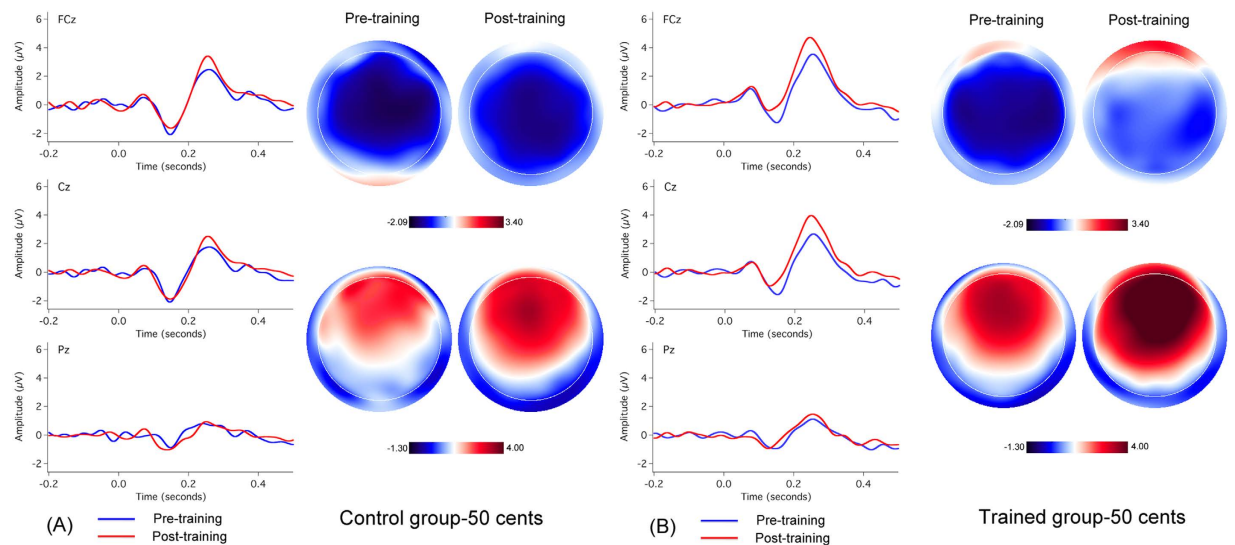 FCz
6
4
2
0
-2
Amplitude (µV)
-0.2 0.0 0.2 0.4
Time (seconds)
Cz
6
4
2
0
-2
Amplitude (µV)
-0.2 0.0 0.2 0.4
Time (seconds)
Pz
6
4
2
0
-2
Amplitude (µV)
-0.2 0.0 0.2 0.4
Time (seconds)
Pre-training Post-training
-2.09 3.40
-1.30 4.00
(A)
Pre-training
Post-training
Control group-50 cents
FCz
6
4
2
0
-2
Amplitude (µV)
-0.2 0.0 0.2 0.4
Time (seconds)
Cz
6
4
2
0
-2
Amplitude (µV)
-0.2 0.0 0.2 0.4
Time (seconds)
Pz
6
4
2
0
-2
Amplitude (µV)
-0.2 0.0 0.2 0.4
Time (seconds)
Pre-training Post-training
-2.09 3.40
-1.30 4.00
(B)
Pre-training
Post-training
Trained group-50 cents